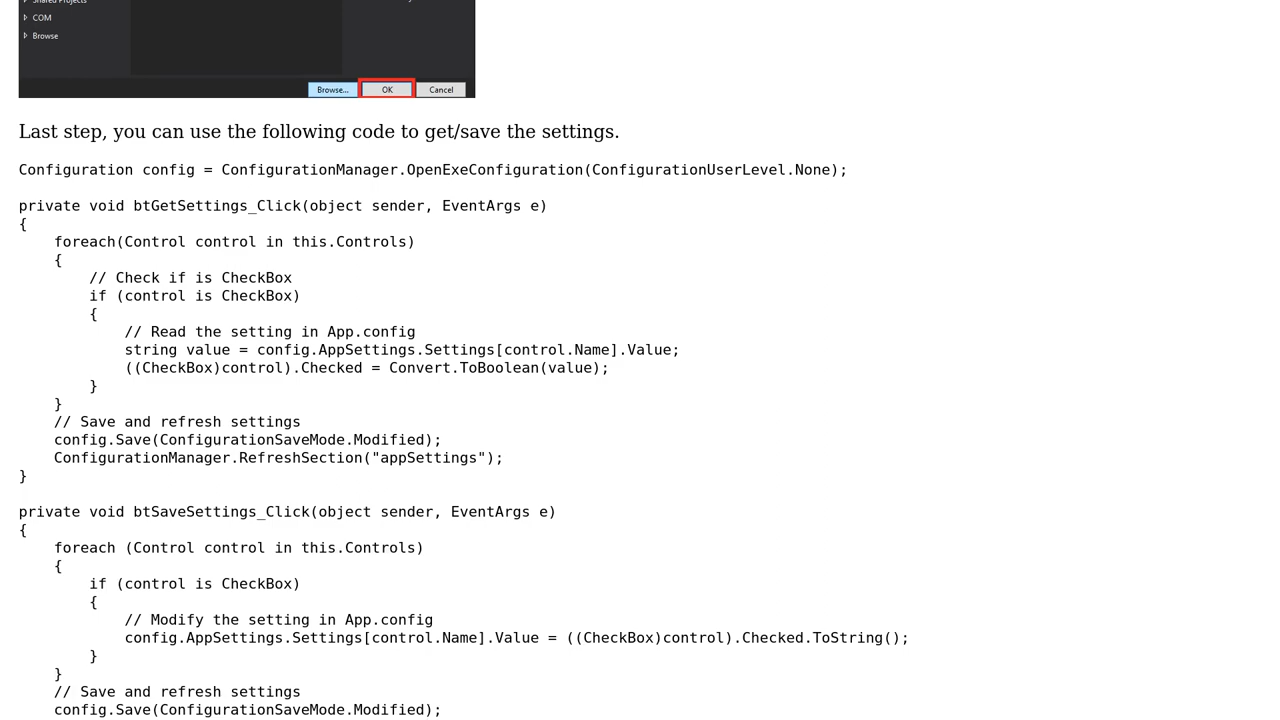 Shared Projects
COM
Browse
Browse... OK Cancel
Last step, you can use the following code to get/save the settings.
Configuration config = ConfigurationManager.OpenExeConfiguration(ConfigurationUserLevel.None);
private void btGetSettings_Click(object sender, EventArgs e)
{
    foreach(Control control in this.Controls)
    {
        // Check if is CheckBox
        if (control is CheckBox)
        {
            // Read the setting in App.config
            string value = config.AppSettings.Settings[control.Name].Value;
            ((CheckBox)control).Checked = Convert.ToBoolean(value);
        }
    }
    // Save and refresh settings
    config.Save(ConfigurationSaveMode.Modified);
    ConfigurationManager.RefreshSection("appSettings");
}
private void btSaveSettings_Click(object sender, EventArgs e)
{
    foreach (Control control in this.Controls)
    {
        if (control is CheckBox)
        {
            // Modify the setting in App.config
            config.AppSettings.Settings[control.Name].Value = ((CheckBox)control).Checked.ToString();
        }
    }
    // Save and refresh settings
    config.Save(ConfigurationSaveMode.Modified);